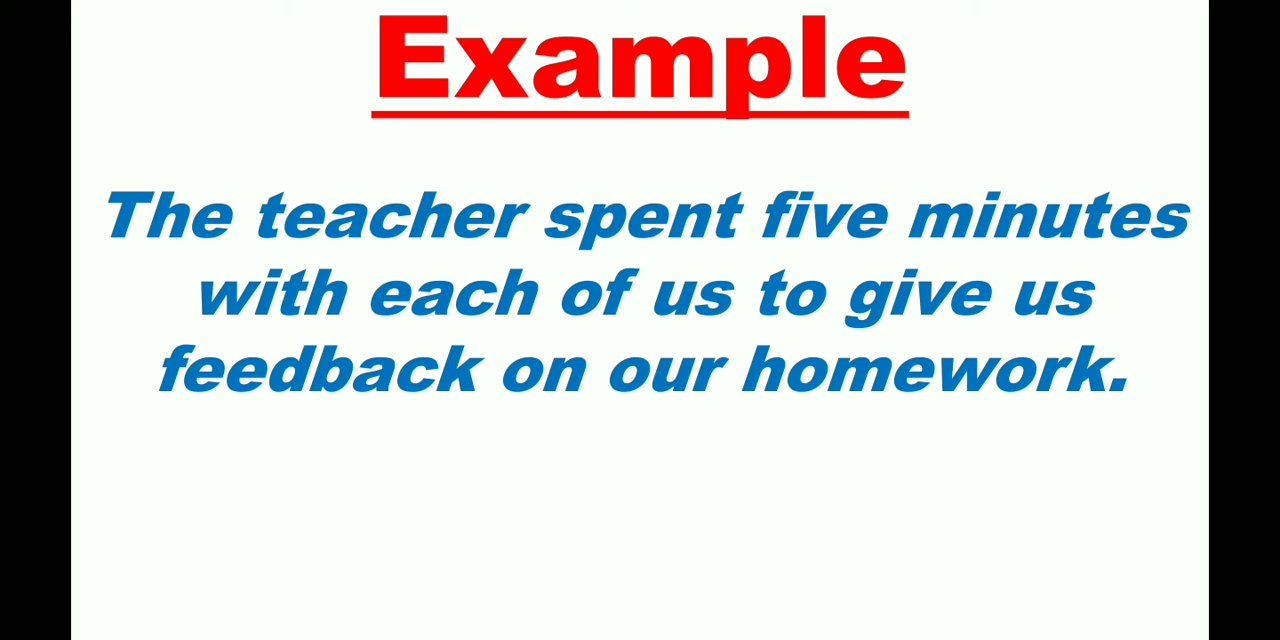 Example
The teacher spent five minutes
with each of us to give us
feedback on our homework.